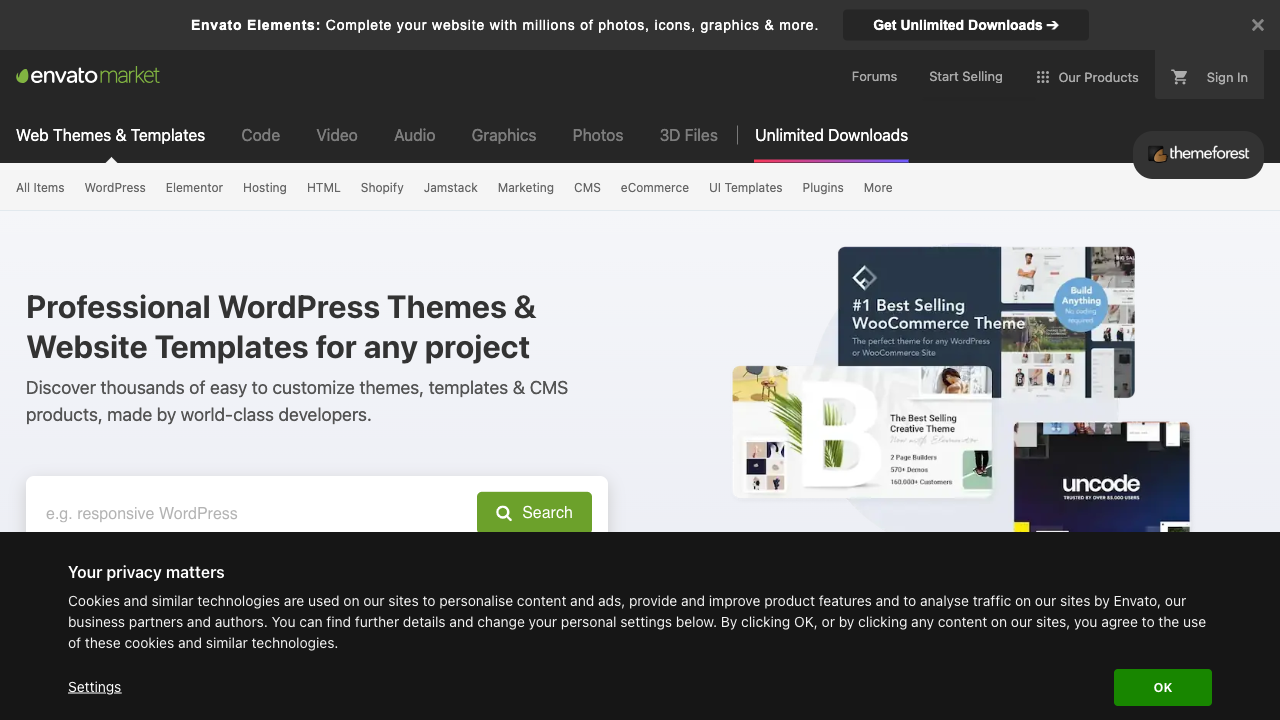 Envato Elements: Complete your website with millions of photos, icons, graphics & more.
Get Unlimited Downloads ➔
envatomarket
Forums
Start Selling
Our Products
Sign In
Web Themes & Templates
Code
Video
Audio
Graphics
Photos
3D Files
Unlimited Downloads
themeforest
All Items
WordPress
Elementor
Hosting
HTML
Shopify
Jamstack
Marketing
CMS
eCommerce
UI Templates
Plugins
More
Professional WordPress Themes &
Website Templates for any project
Discover thousands of easy to customize themes, templates & CMS
products, made by world-class developers.
e.g. responsive WordPress
Search
#1 Best Selling
WooCommerce Theme
The perfect theme for any WordPress
or WooCommerce Site
Build
Anything
No coding
required
BIG SAL
B
The Best Selling
Creative Theme
Now with Elementor
2 Page Builders
570+ Demos
160.000+ Customers
uncode
TRUSTED BY OVER 83.000 USERS
Your privacy matters
Cookies and similar technologies are used on our sites to personalise content and ads, provide and improve product features and to analyse traffic on our sites by Envato, our
business partners and authors. You can find further details and change your personal settings below. By clicking OK, or by clicking any content on our sites, you agree to the use
of these cookies and similar technologies.
Settings
OK